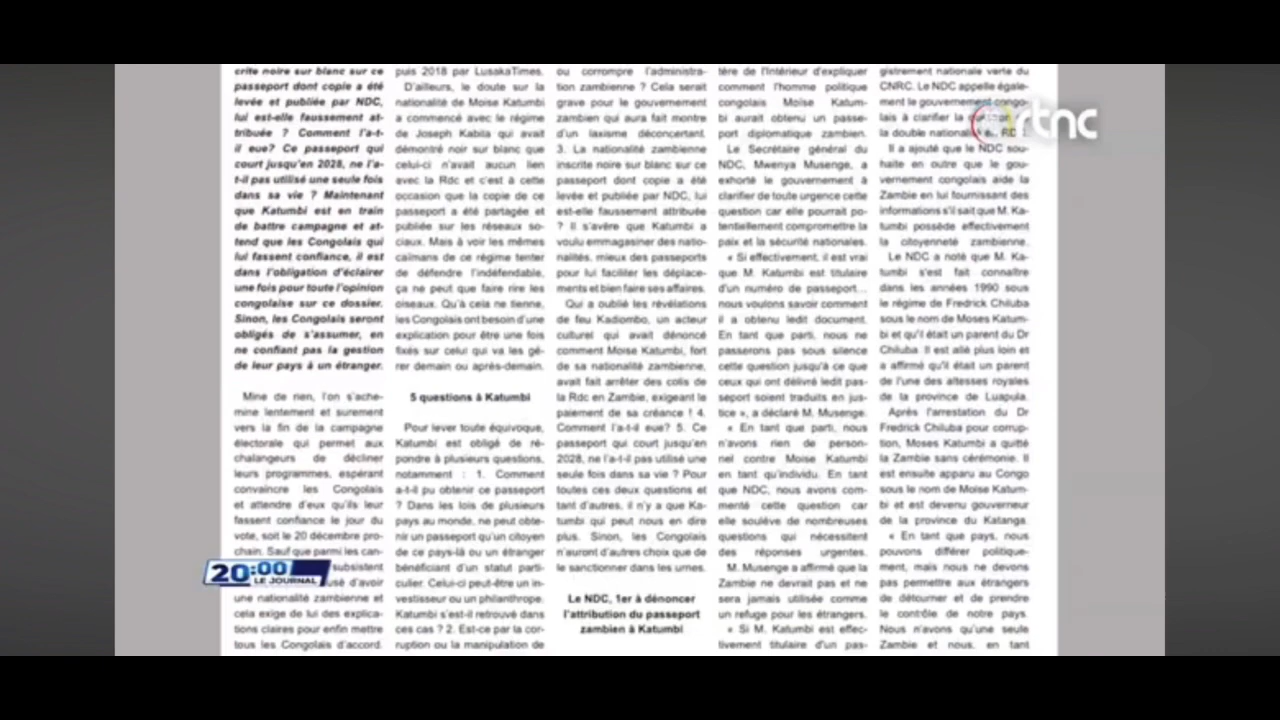 crite noire sur blanc sur ce
passeport dont copie a été
levée et publiée par NDC,
lui est-elle faussement at-
tribuée ? Comment l'a-t-
il eue? Ce passeport qui
court jusqu'en 2028, ne l'a-
t-il pas utilisé une seule fois
dans sa vie ? Maintenant
que Katumbi est en train
de battre campagne et at-
tend que les Congolais qui
lui fassent confiance, il est
dans l'obligation d'éclairer
une fois pour toute l'opinion
congolaise sur ce dossier.
Sinon, les Congolais seront
obligés de s'assumer, en
ne confiant pas la gestion
de leur pays à un étranger.
Mine de rien, l'on s'ache-
mine lentement et surement
vers la fin de la campagne
électorale qui permet aux
chalangeurs de décliner
leurs programmes, espérant
convaincre les Congolais
et attendre d'eux qu'ils leur
fassent confiance le jour du
vote, soit le 20 décembre pro-
chain. Sauf que parmi les can-
subsistent
usé d'avoir
une nationalité zambienne et
cela exige de lui des explica-
tions claires pour enfin mettre
tous les Congolais d'accord.
puis 2018 par LusakaTimes.
D'ailleurs, le doute sur la
nationalité de Moise Katumbi
a commencé avec le régime
de Joseph Kabila qui avait
démontré noir sur blanc que
celui-ci n'avait aucun lien
avec la Rdc et c'est à cette
occasion que la copie de ce
passeport a été partagée et
publiée sur les réseaux so-
ciaux. Mais à voir les mêmes
caïmans de ce régime tenter
de défendre l'indéfendable,
ça ne peut que faire rire les
oiseaux. Qu'à cela ne tienne,
les Congolais ont besoin d'une
explication pour être une fois
fixés sur celui qui va les gé-
rer demain ou après-demain.
5 questions à Katumbi
Pour lever toute équivoque,
Katumbi est obligé de ré-
pondre à plusieurs questions,
notamment : 1. Comment
a-t-il pu obtenir ce passeport
? Dans les lois de plusieurs
pays au monde, ne peut obte-
nir un passeport qu'un citoyen
de ce pays-là ou un étranger
bénéficiant d'un statut parti-
culier. Celui-ci peut-être un in-
vestisseur ou un philanthrope.
Katumbi s'est-il retrouvé dans
ces cas ? 2. Est-ce par la cor-
ruption ou la manipulation de
ou corrompre l'administra-
tion zambienne ? Cela serait
grave pour le gouvernement
zambien qui aura fait montre
d'un laxisme déconcertant.
3. La nationalité zambienne
inscrite noire sur blanc sur ce
passeport dont copie a été
levée et publiée par NDC, lui
est-elle faussement attribuée
? Il s'avère que Katumbi a
voulu emmagasiner des natio-
nalités, mieux des passeports
pour lui faciliter les déplace-
ments et bien faire ses affaires.
Qui a oublié les révélations
de feu Kadiombo, un acteur
culturel qui avait dénoncé
comment Moise Katumbi, fort
de sa nationalité zambienne,
avait fait arrêter des colis de
la Rdc en Zambie, exigeant le
paiement de sa créance ! 4.
Comment l'a-t-il eue? 5. Ce
passeport qui court jusqu'en
2028, ne l'a-t-il pas utilisé une
seule fois dans sa vie ? Pour
toutes ces deux questions et
tant d'autres, il n'y a que Ka-
tumbi qui peut nous en dire
plus. Sinon, les Congolais
n'auront d'autres choix que de
le sanctionner dans les urnes.
Le NDC, 1er à dénoncer
l'attribution du passeport
zambien à Katumbi
tère de l'Intérieur d'expliquer
comment l'homme politique
congolais Moïse Katum-
bi aurait obtenu un passe-
port diplomatique zambien.
Le Secrétaire général du
NDC, Mwenya Musenge, a
exhorté le gouvernement à
clarifier de toute urgence cette
question car elle pourrait po-
tentiellement compromettre la
paix et la sécurité nationales.
« Si effectivement, il est vrai
que M. Katumbi est titulaire
d'un numéro de passeport…
nous voulons savoir comment
il a obtenu ledit document.
En tant que parti, nous ne
passerons pas sous silence
cette question jusqu'à ce que
ceux qui ont délivré ledit pas-
seport soient traduits en jus-
tice », a déclaré M. Musenge.
« En tant que parti, nous
n'avons rien de person-
nel contre Moise Katumbi
en tant qu'individu. En tant
que NDC, nous avons com-
menté cette question car
elle soulève de nombreuses
questions qui nécessitent
des réponses urgentes.
M. Musenge a affirmé que la
Zambie ne devrait pas et ne
sera jamais utilisée comme
un refuge pour les étrangers.
« Si M. Katumbi est effec-
tivement titulaire d'un pas-
gistrement nationale verte du
CNRC. Le NDC appelle égale-
ment le gouvernement congo-
lais à clarifier la
la double nationali
Il a ajouté que le NDC sou-
haite en outre que le gou-
vernement congolais aide la
Zambie en lui fournissant des
informations s'il sait que M. Ka-
tumbi possède effectivement
la citoyenneté zambienne.
Le NDC a noté que M. Ka-
tumbi s'est fait connaître
dans les années 1990 sous
le régime de Fredrick Chiluba
sous le nom de Moses Katum-
bi et qu'il était un parent du Dr
Chiluba. Il est allé plus loin et
a affirmé qu'il était un parent
de l'une des altesses royales
de la province de Luapula.
Après l'arrestation du Dr
Fredrick Chiluba pour corrup-
tion, Moses Katumbi a quitté
la Zambie sans cérémonie. Il
est ensuite apparu au Congo
sous le nom de Moise Katum-
bi et est devenu gouverneur
de la province du Katanga.
« En tant que pays, nous
pouvons différer politique-
ment, mais nous ne devons
pas permettre aux étrangers
de détourner et de prendre
le contrôle de notre pays.
Nous n'avons qu'une seule
Zambie et nous, en tant
rtnc
20:00
LE JOURNAL